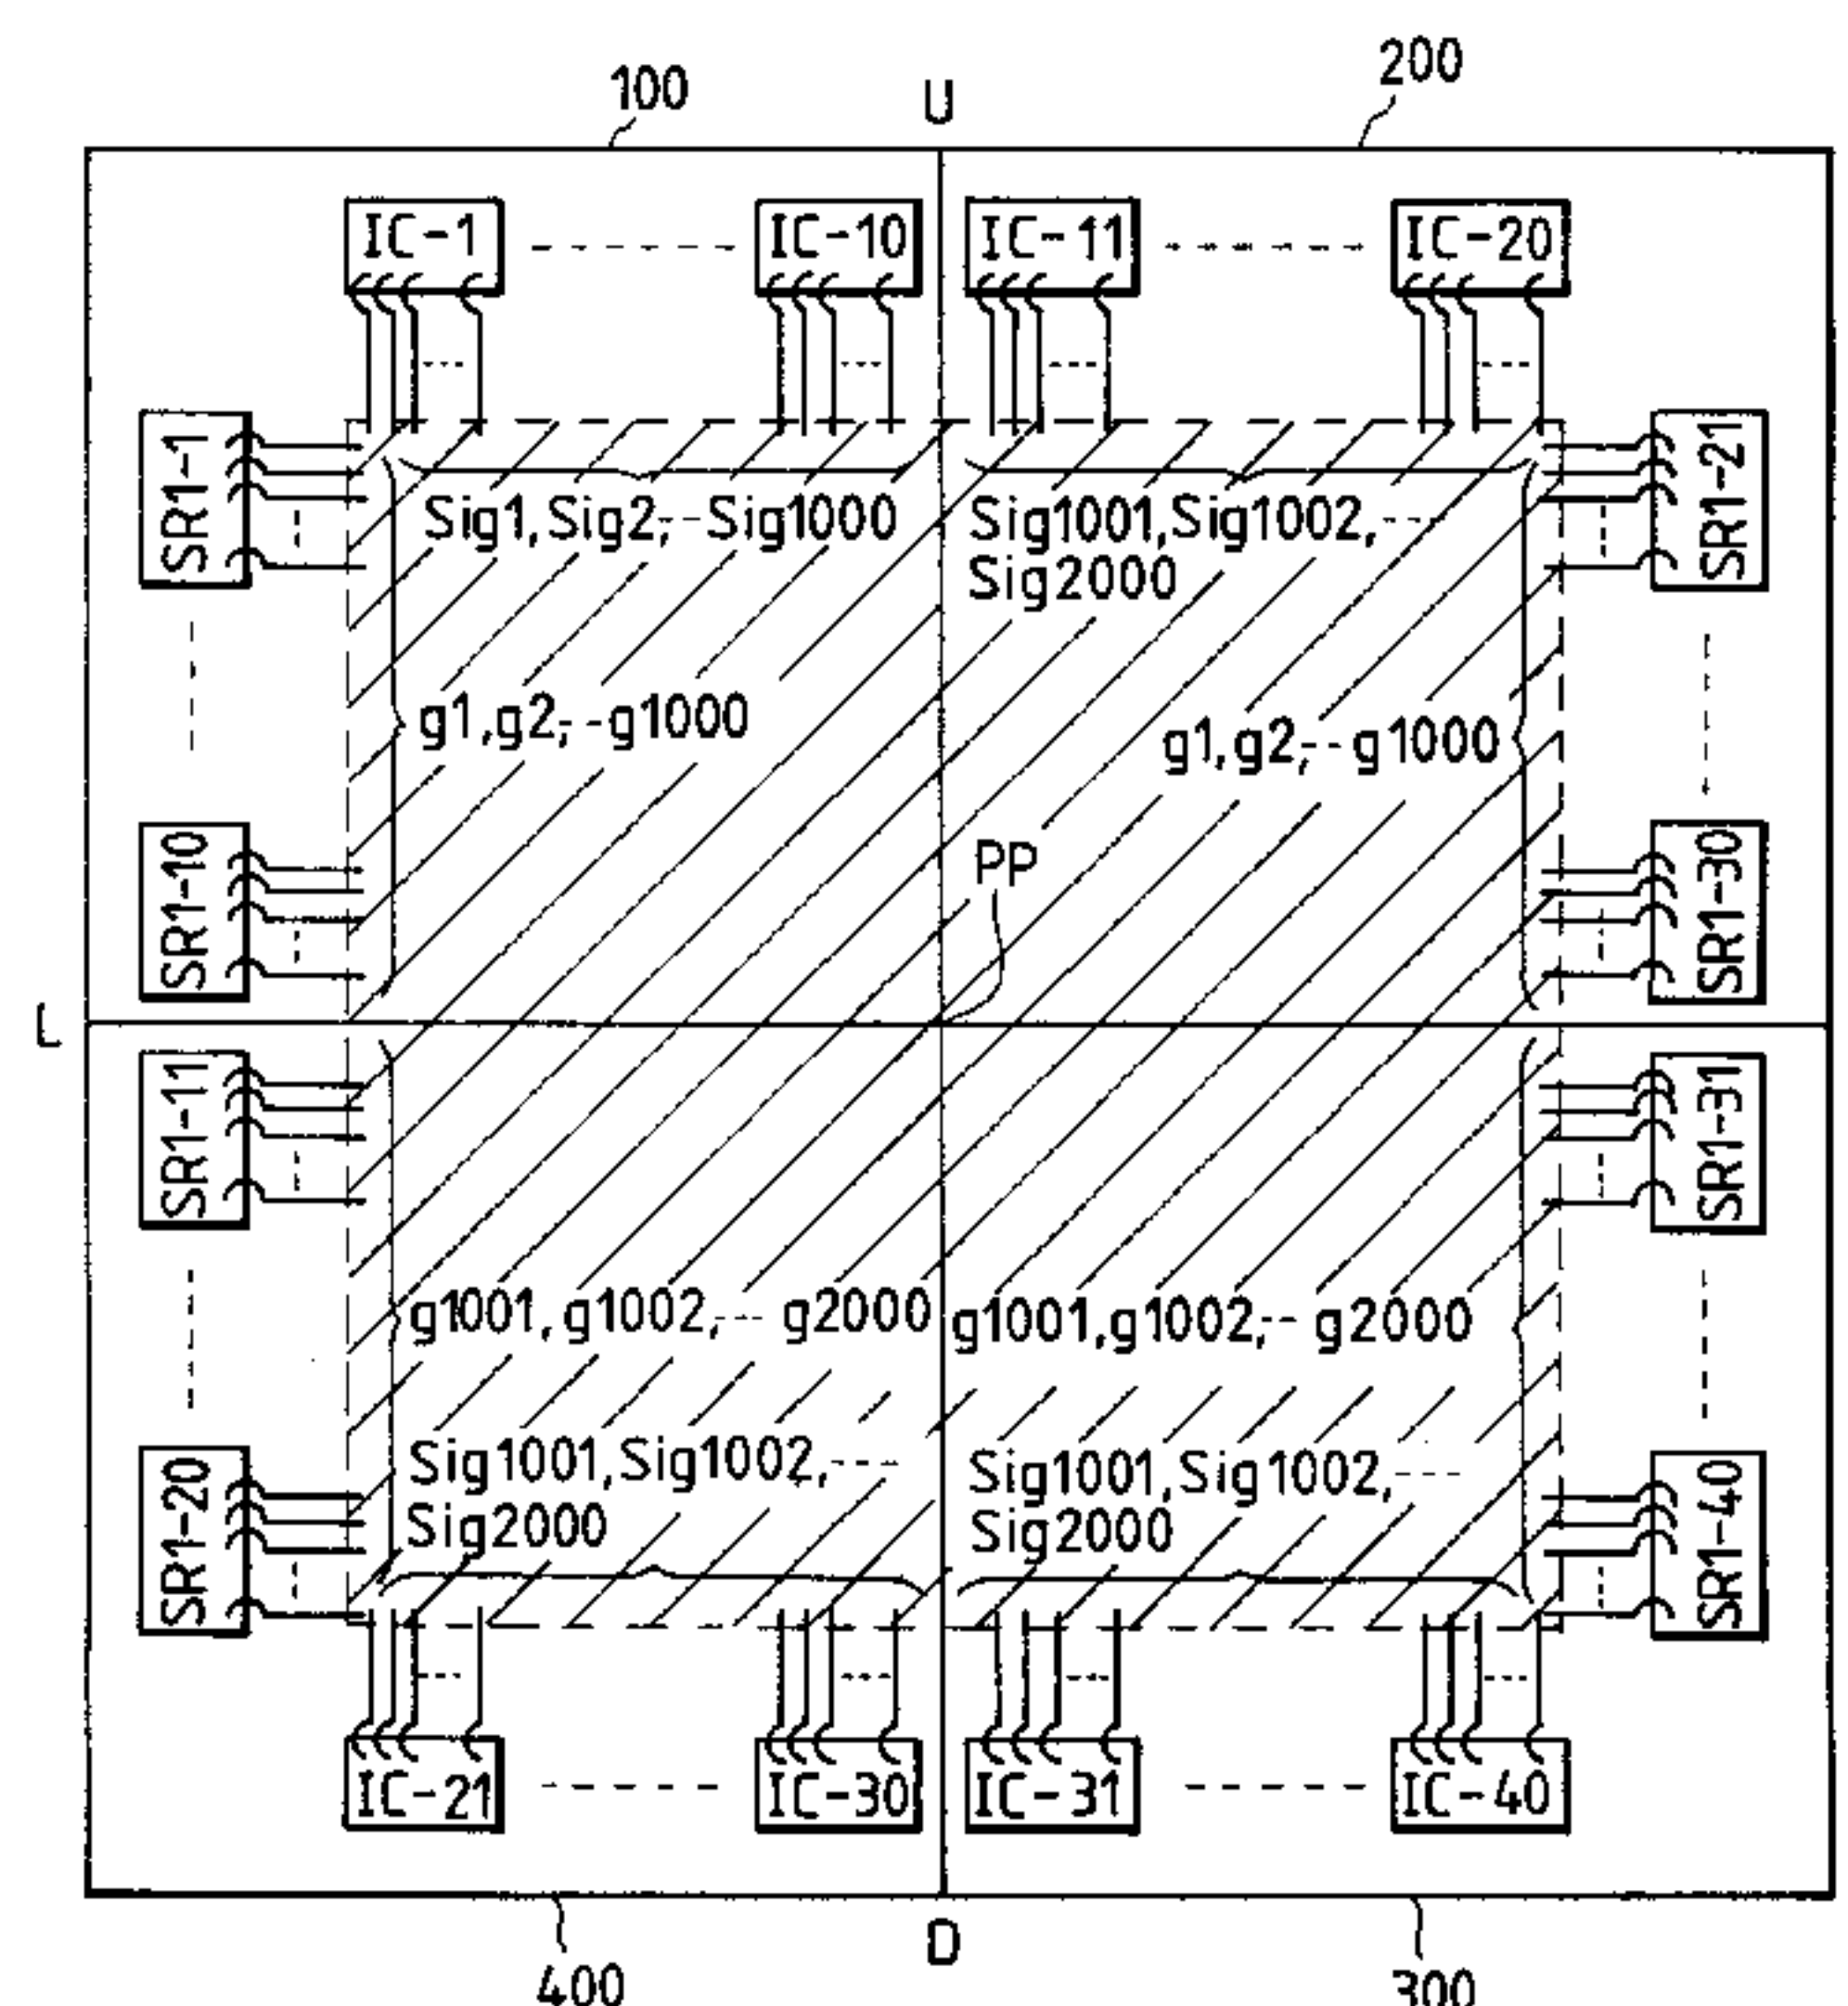 100
U
200
IC-1
IC-10
IC-11
IC-20
SR1-1
SR1-21
Sig1,Sig2,--Sig1000
Sig1001,Sig1002,--
Sig2000
g1,g2,--g1000
g1,g2,--g1000
SR1-10
PP
SR1-30
L
SR1-11
SR1-31
g1001,g1002,--- g2000
g1001,g1002,-- g2000
Sig1001,Sig1002,----
Sig2000
Sig1001,Sig1002,----
Sig2000
SR1-20
SR1-40
IC-21
IC-30
IC-31
IC-40
D
400
300